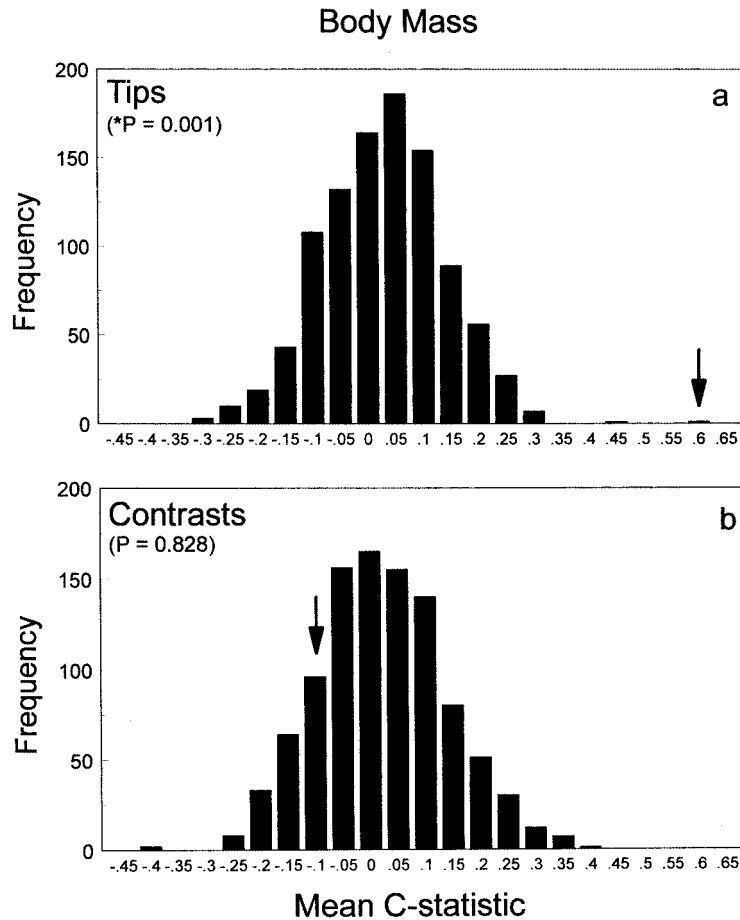 Body Mass
200
Tips
a
(*P = 0.001)
150
Frequency
100
50
0
-.45 -.4 -.35 -.3 -.25 -.2 -.15 -.1 -.05 0 .05 .1 .15 .2 .25 .3 .35 .4 .45 .5 .55 .6 .65
200
Contrasts
b
(P = 0.828)
150
Frequency
100
50
0
-.45 -.4 -.35 -.3 -.25 -.2 -.15 -.1 -.05 0 .05 .1 .15 .2 .25 .3 .35 .4 .45 .5 .55 .6 .65
Mean C-statistic